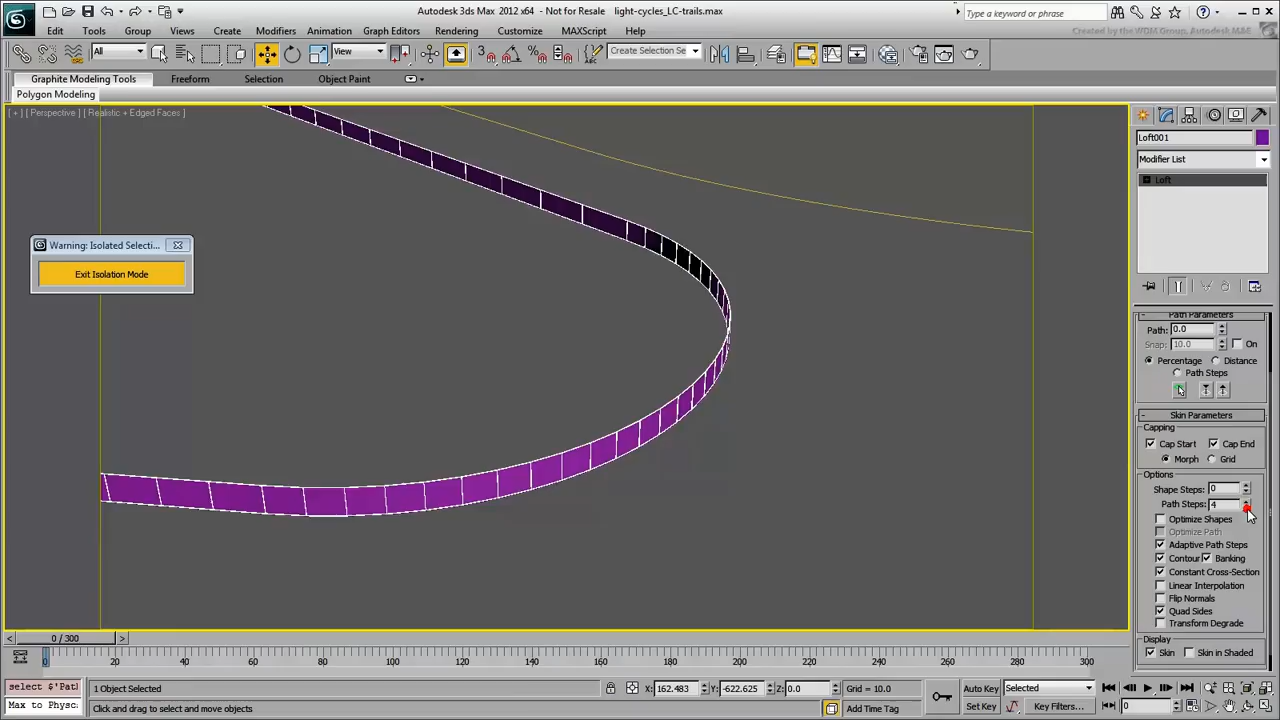 Autodesk 3ds Max 2012 x64 - Not for Resale light-cycles_LC-trails.max
Type a keyword or phrase
Edit Tools Group Views Create Modifiers Animation Graph Editors Rendering Customize MAXScript Help
Created by the WDM Group, Autodesk M&E
All View Create Selection Se
Graphite Modeling Tools Freeform Selection Object Paint
Polygon Modeling
[ + ] [ Perspective ] [ Realistic + Edged Faces ]
Loft001
Modifier List
Loft
Warning: Isolated Selecti...
Exit Isolation Mode
Path Parameters
Path: 0.0
Snap: 10.0 On
Percentage Distance
Path Steps
Skin Parameters
Capping
Cap Start Cap End
Morph Grid
Options
Shape Steps: 0
Path Steps: 4
Optimize Shapes
Optimize Path
Adaptive Path Steps
Contour Banking
Constant Cross-Section
Linear Interpolation
Flip Normals
Quad Sides
Transform Degrade
Display
Skin Skin in Shaded
< 0 / 300 >
20 40 60 80 100 120 140 160 180 200 220 240 260 280 300
select $'Pat
1 Object Selected X: 162.483 Y: -622.625 Z: 0.0 Grid = 10.0 Auto Key Selected
Max to Physc
Click and drag to select and move objects Add Time Tag Set Key Key Filters... 0